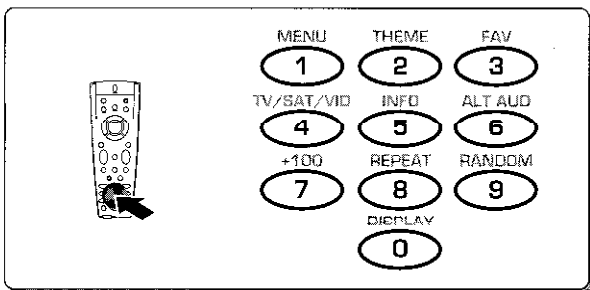 MENU THEME FAV
1 2 3
TV/SAT/VID INFO ALT AUD
4 5 6
+100 REPEAT RANDOM
7 8 9
DISPLAY
0